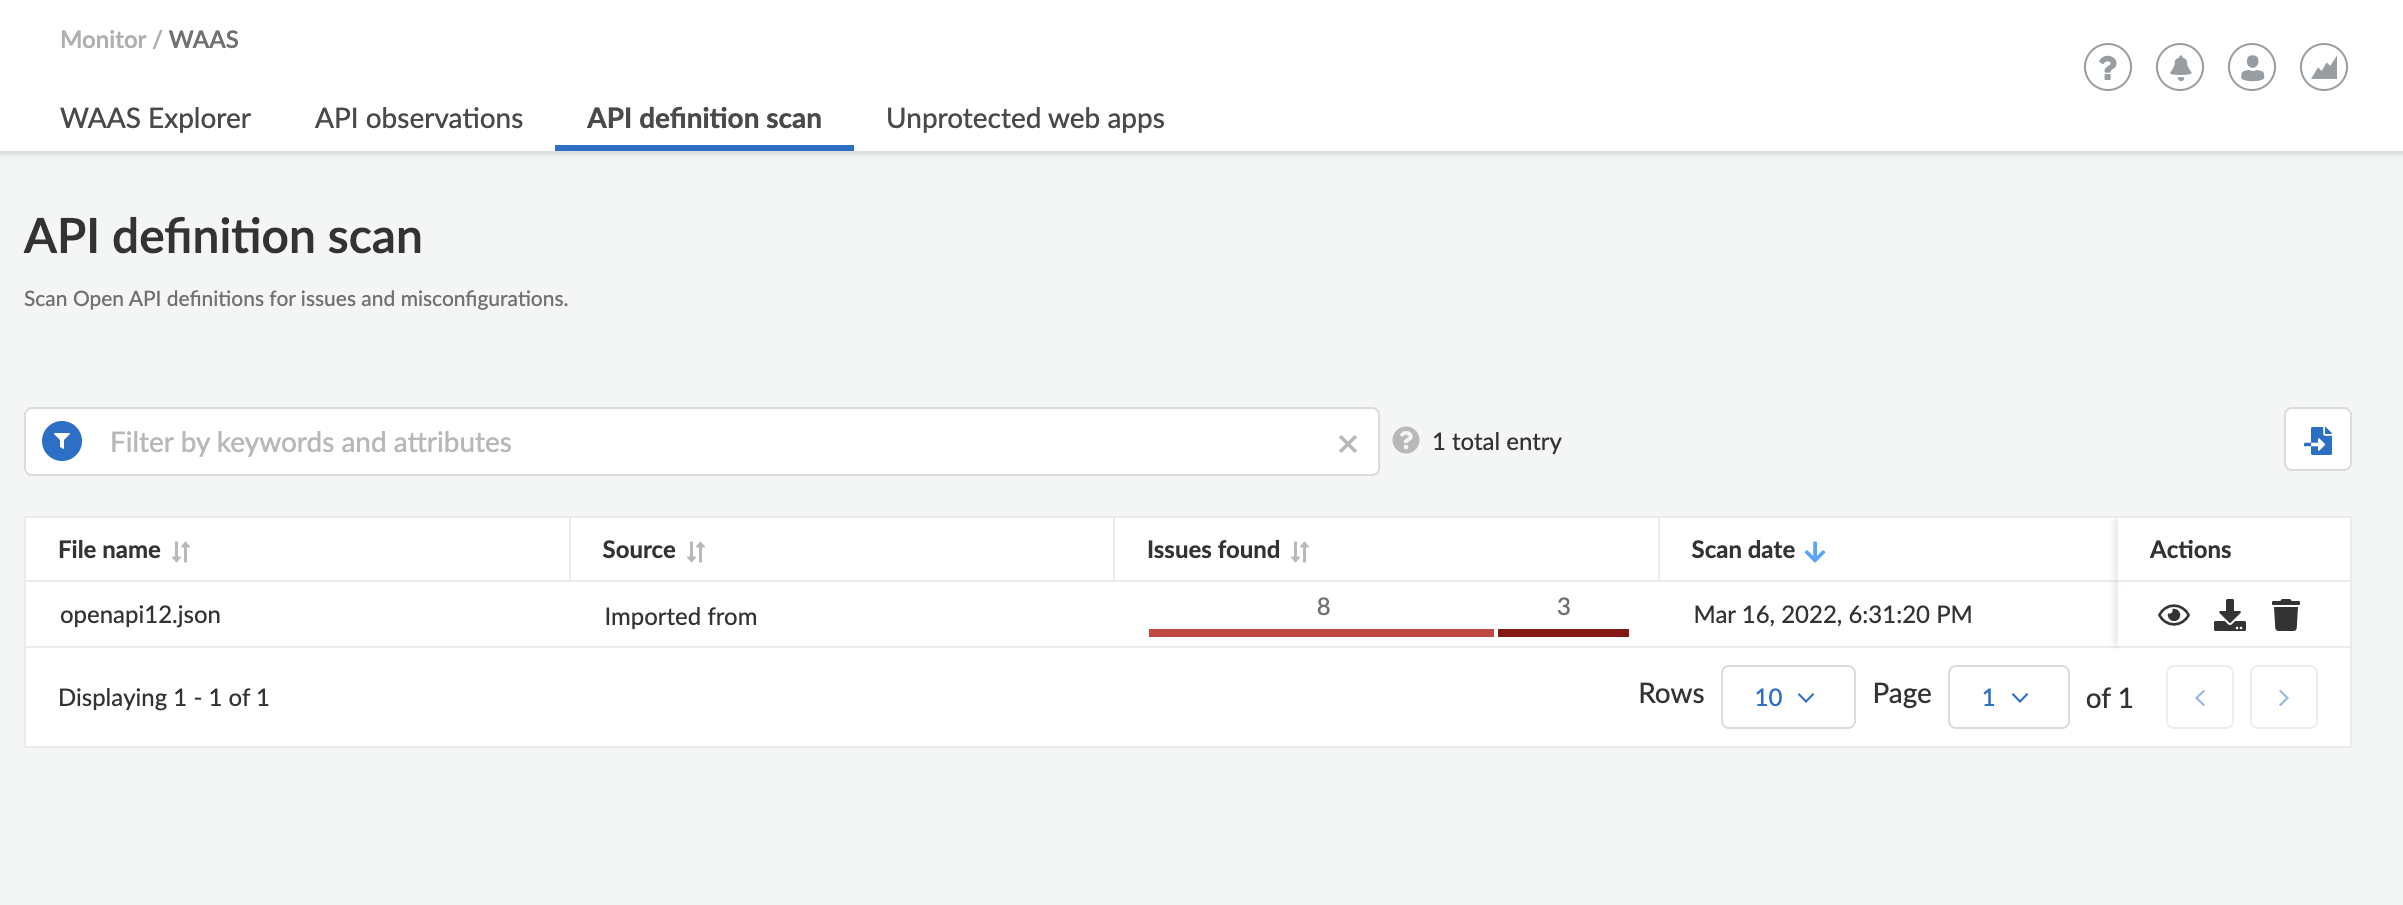 Monitor / WAAS
WAAS Explorer API observations API definition scan Unprotected web apps
API definition scan
Scan Open API definitions for issues and misconfigurations.
Filter by keywords and attributes 1 total entry
File name Source Issues found Scan date Actions
openapi12.json Imported from 8 3 Mar 16, 2022, 6:31:20 PM
Displaying 1 - 1 of 1 Rows 10 Page 1 of 1